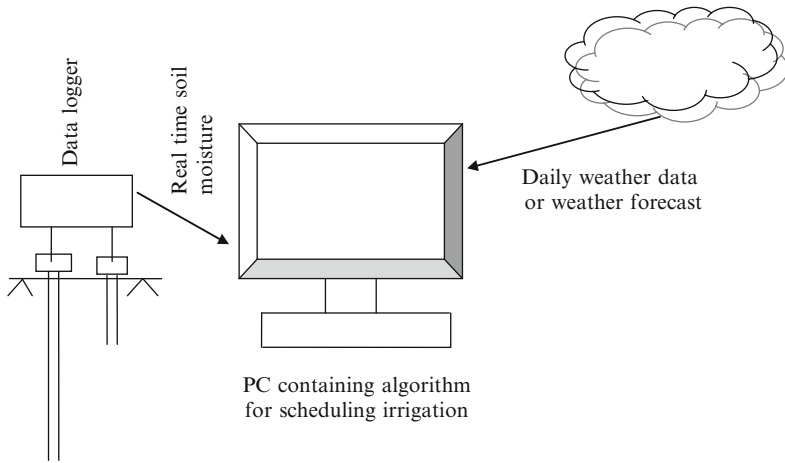 Data logger
Real time soil
moisture
Daily weather data
or weather forecast
PC containing algorithm
for scheduling irrigation